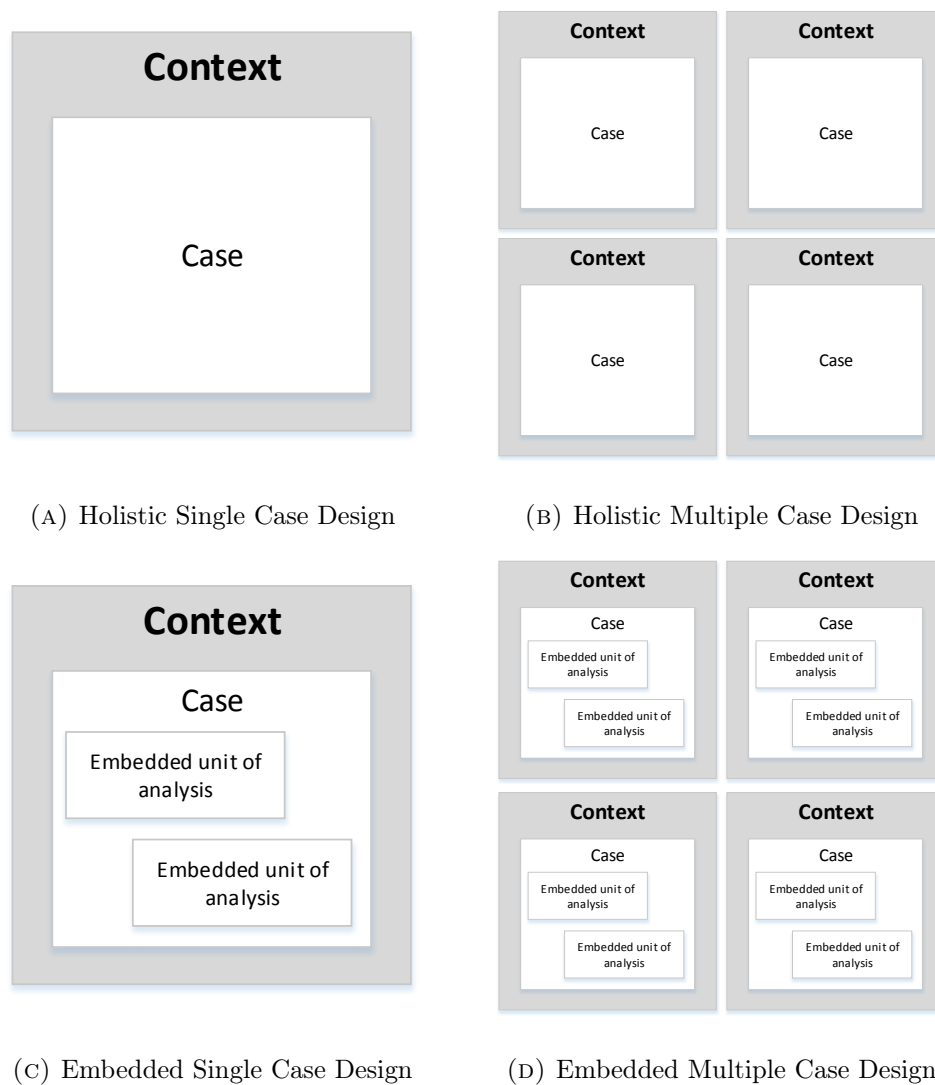 Context
Case
(A) Holistic Single Case Design
Context
Case
Context
Case
Context
Case
Context
Case
(B) Holistic Multiple Case Design
Context
Case
Embedded unit of
analysis
Embedded unit of
analysis
(C) Embedded Single Case Design
Context
Case
Embedded unit of
analysis
Embedded unit of
analysis
Context
Case
Embedded unit of
analysis
Embedded unit of
analysis
Context
Case
Embedded unit of
analysis
Embedded unit of
analysis
Context
Case
Embedded unit of
analysis
Embedded unit of
analysis
(D) Embedded Multiple Case Design